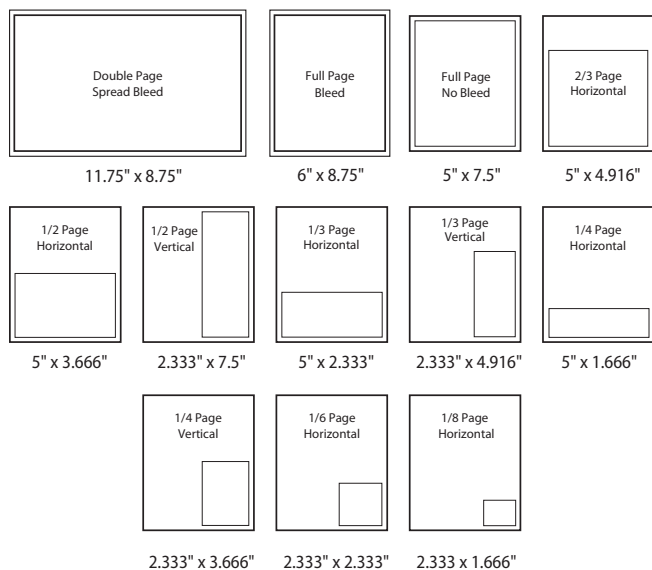 Double Page
Spread Bleed
11.75" x 8.75"
Full Page
Bleed
6" x 8.75"
Full Page
No Bleed
5" x 7.5"
2/3 Page
Horizontal
5" x 4.916"
1/2 Page
Horizontal
5" x 3.666"
1/2 Page
Vertical
2.333" x 7.5"
1/3 Page
Horizontal
5" x 2.333"
1/3 Page
Vertical
2.333" x 4.916"
1/4 Page
Horizontal
5" x 1.666"
1/4 Page
Vertical
2.333" x 3.666"
1/6 Page
Horizontal
2.333" x 2.333"
1/8 Page
Horizontal
2.333 x 1.666"